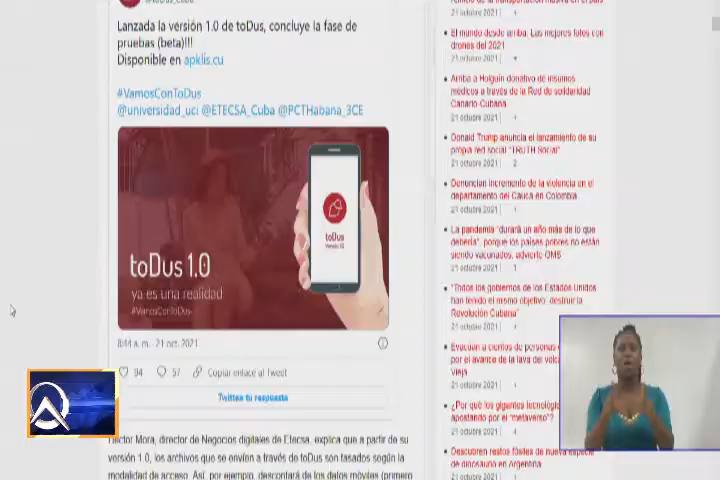 Lanzada la versión 1.0 de toDus, concluye la fase de
pruebas (beta)!!!
Disponible en apklis.cu
#VamosConToDus
@universidad_uci @ETECSA_Cuba @PCTHabana_3CE
toDus
toDus 1.0
ya es una realidad
#VamosConToDus
8:44 a. m. · 21 oct. 2021
94 57 Copiar enlace al Tweet
Twittea tu respuesta
Héctor Mora, director de Negocios digitales de Etecsa, explica que a partir de su
versión 1.0, los archivos que se envíen a través de toDus son tasados según la
modalidad de acceso. Así, por ejemplo, descontará de los datos móviles (primero
21 octubre 2021
El mundo desde arriba: Las mejores fotos con
drones del 2021
21 octubre 2021
Arriba a Holguín donativo de insumos
médicos a través de la Red de solidaridad
Canario-Cubana
21 octubre 2021
Donald Trump anuncia el lanzamiento de su
propia red social "TRUTH Social"
21 octubre 2021 2
Denuncian incremento de la violencia en el
departamento del Cauca en Colombia
21 octubre 2021
La pandemia "durará un año más de lo que
debería", porque los países pobres no están
siendo vacunados, advierte OMS
21 octubre 2021 1
"Todos los gobiernos de los Estados Unidos
han tenido el mismo objetivo: destruir la
Revolución Cubana"
21 octubre 2021
Evacúan a cientos de personas
por el avance de la lava del volc
Vieja
21 octubre 2021
¿Por qué los gigantes tecnológic
apostando por el "metaverso"?
21 octubre 2021 4
Descubren restos fósiles de nueva especie
de dinosaurio en Argentina
21 octubre 2021